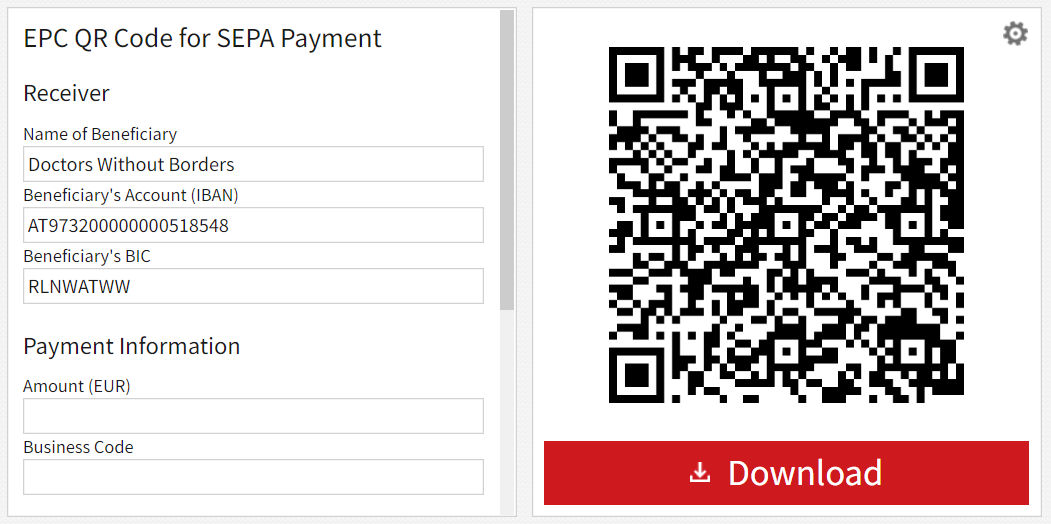 EPC QR Code for SEPA Payment
Receiver
Name of Beneficiary
Doctors Without Borders
Beneficiary's Account (IBAN)
AT973200000000518548
Beneficiary's BIC
RLNWATWW
Payment Information
Amount (EUR)
Business Code
Download